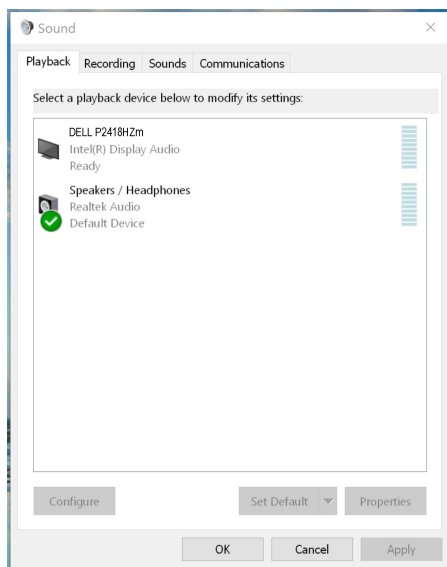 Sound
Playback Recording Sounds Communications
Select a playback device below to modify its settings:
DELL P2418HZm
Intel(R) Display Audio
Ready
Speakers / Headphones
Realtek Audio
Default Device
Configure Set Default Properties
OK Cancel Apply